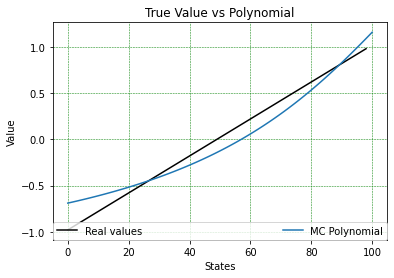 True Value vs Polynomial
1.0
0.5
0.0
−0.5
−1.0
Value
Real values
MC Polynomial
0 20 40 60 80 100
States